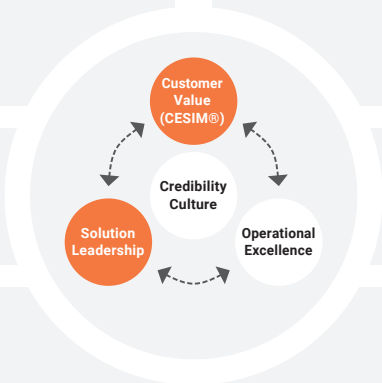 Customer
Value
(CESIM®)
Credibility
Culture
Solution
Leadership
Operational
Excellence